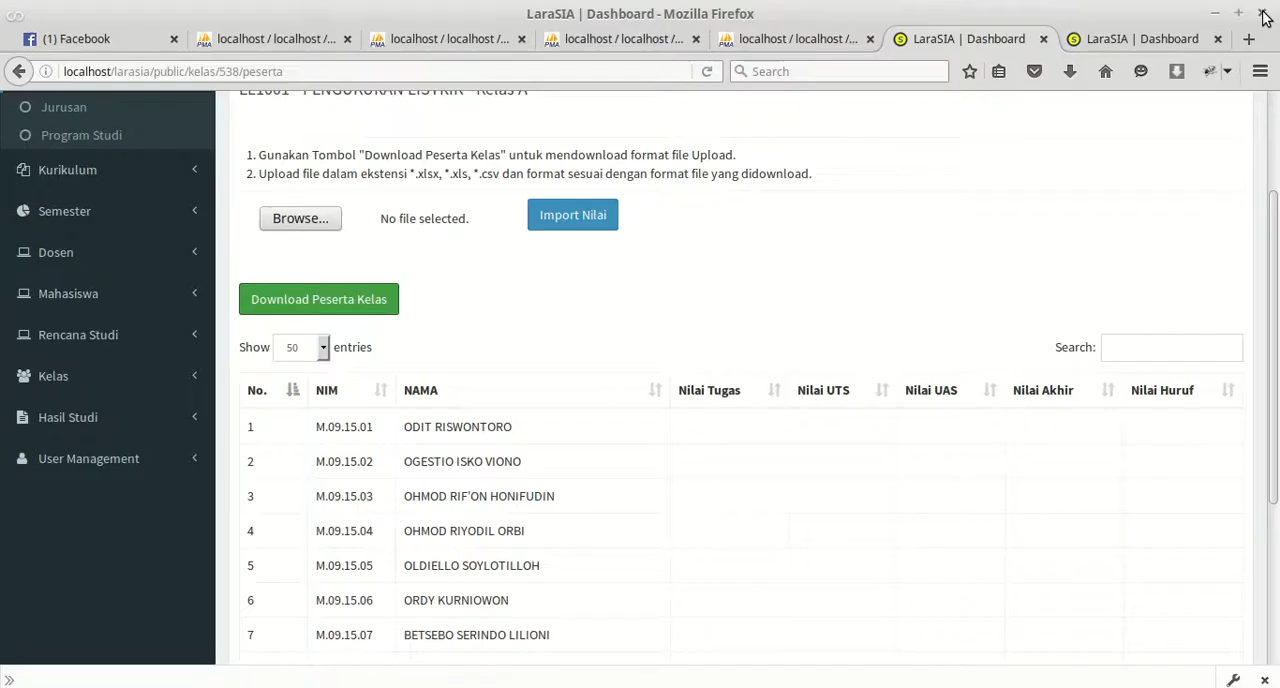 LaraSIA | Dashboard - Mozilla Firefox
(1) Facebook
localhost / localhost /...
localhost / localhost /...
localhost / localhost /...
localhost / localhost /...
LaraSIA | Dashboard
LaraSIA | Dashboard
localhost/larasia/public/kelas/538/peserta
Search
Jurusan
Program Studi
Kurikulum
Semester
Dosen
Mahasiswa
Rencana Studi
Kelas
Hasil Studi
User Management
1. Gunakan Tombol "Download Peserta Kelas" untuk mendownload format file Upload.
2. Upload file dalam ekstensi *.xlsx, *.xls, *.csv dan format sesuai dengan format file yang didownload.
Browse... No file selected. Import Nilai
Download Peserta Kelas
Show 50 entries Search:
No. NIM NAMA Nilai Tugas Nilai UTS Nilai UAS Nilai Akhir Nilai Huruf
1 M.09.15.01 ODIT RISWONTORO
2 M.09.15.02 OGESTIO ISKO VIONO
3 M.09.15.03 OHMOD RIF'ON HONIFUDIN
4 M.09.15.04 OHMOD RIYODIL ORBI
5 M.09.15.05 OLDIELLO SOYLOTILLOH
6 M.09.15.06 ORDY KURNIOWON
7 M.09.15.07 BETSEBO SERINDO LILIONI